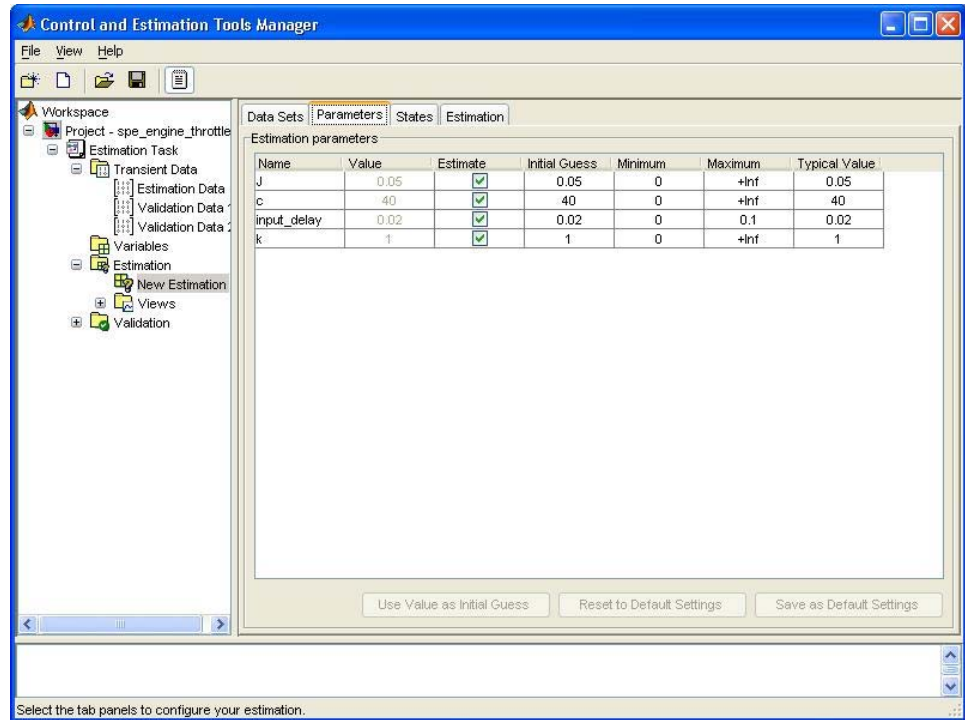 Control and Estimation Tools Manager
File View Help
Workspace
Project - spe_engine_throttle
Estimation Task
Transient Data
Estimation Data
Validation Data
Validation Data
Variables
Estimation
New Estimation
Views
Validation
Data Sets Parameters States Estimation
Estimation parameters
Name Value Estimate Initial Guess Minimum Maximum Typical Value
J 0.05 0.05 0 +Inf 0.05
c 40 40 0 +Inf 40
input_delay 0.02 0.02 0 0.1 0.02
k 1 1 0 +Inf 1
Use Value as Initial Guess Reset to Default Settings Save as Default Settings
Select the tab panels to configure your estimation.